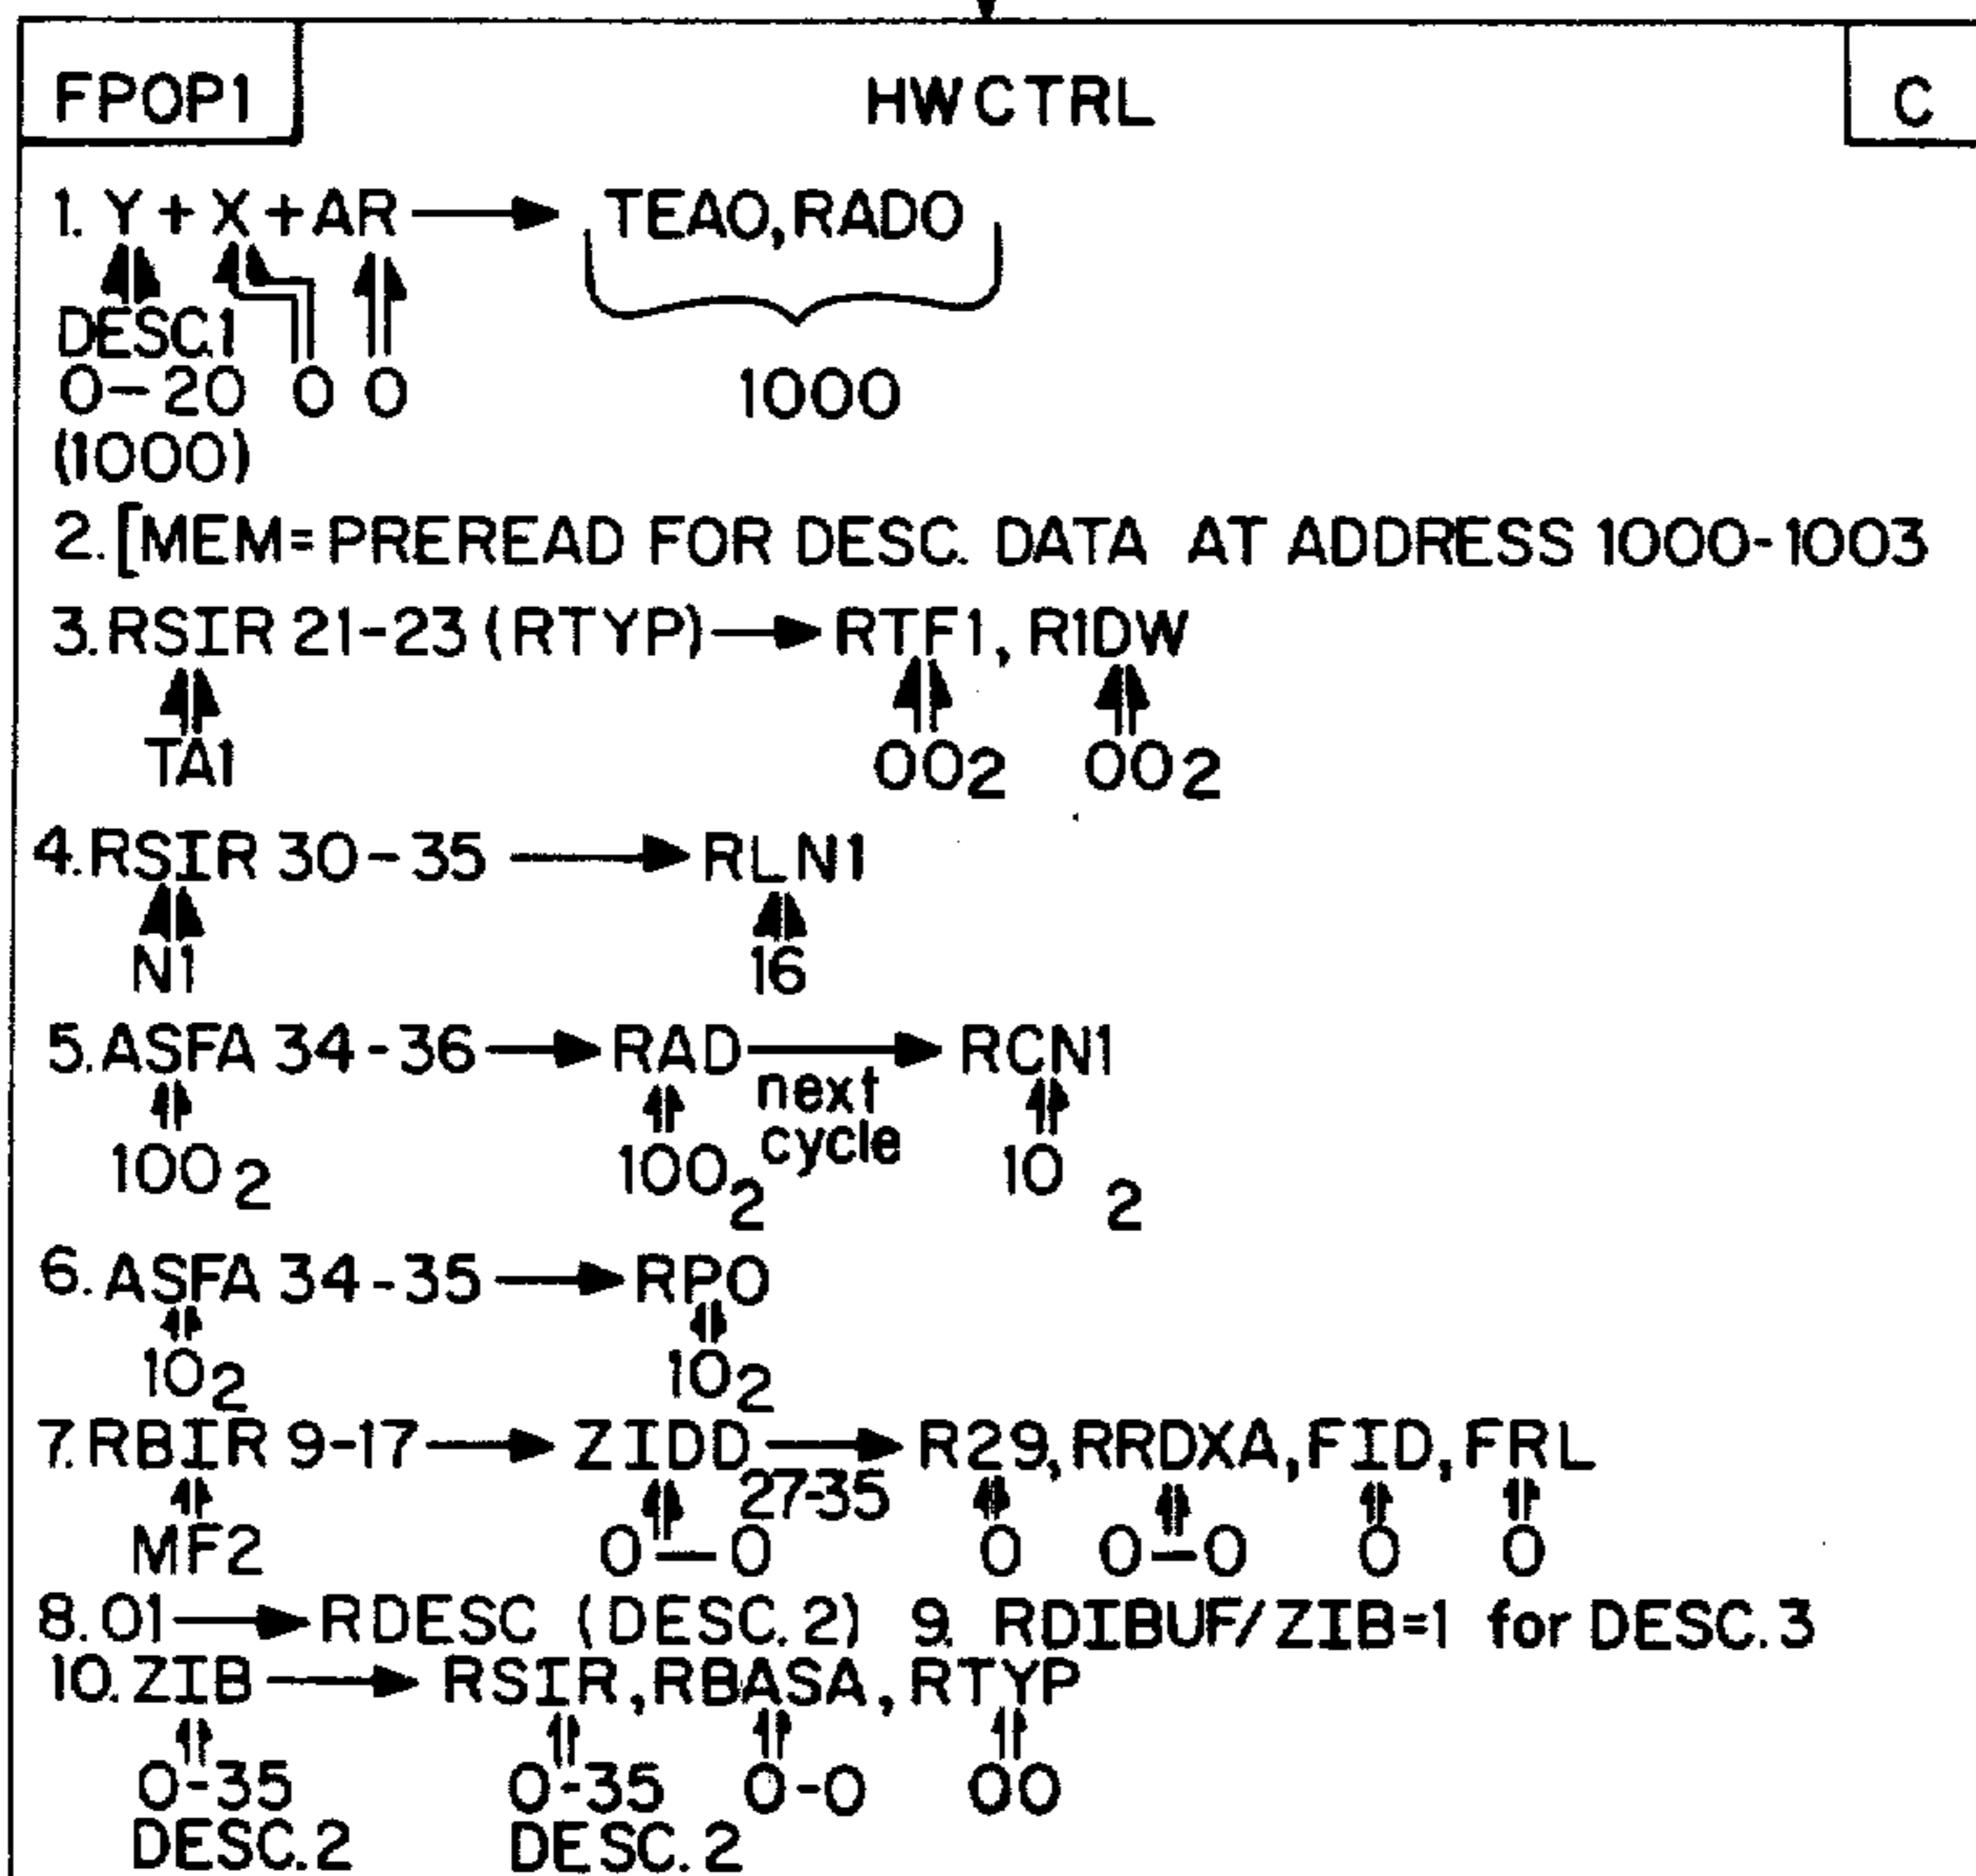 FPOP1 HWCTRL C
1. Y + X + AR → TEAO, RADO
DESC.1
0-20 0 0 1000
(1000)
2. [MEM = PREREAD FOR DESC. DATA AT ADDRESS 1000-1003
3. RSIR 21-23 (RTYP) → RTF1, R1DW
TA1 00₂ 00₂
4. RSIR 30-35 → RLN1
N1 16
5. ASFA 34-36 → RAD → RCN1
next
cycle
100₂ 100₂ 10₂
6. ASFA 34-35 → RPO
10₂ 10₂
7. RBIR 9-17 → ZIDD → R29, RRDXA, FID, FRL
27-35
MF2 0-0 0 0-0 0 0
8. 01 → RDESC (DESC. 2) 9. RDIBUF/ZIB=1 for DESC. 3
10. ZIB → RSIR, RBASA, RTYP
0-35 0-35 0-0 00
DESC. 2 DESC. 2